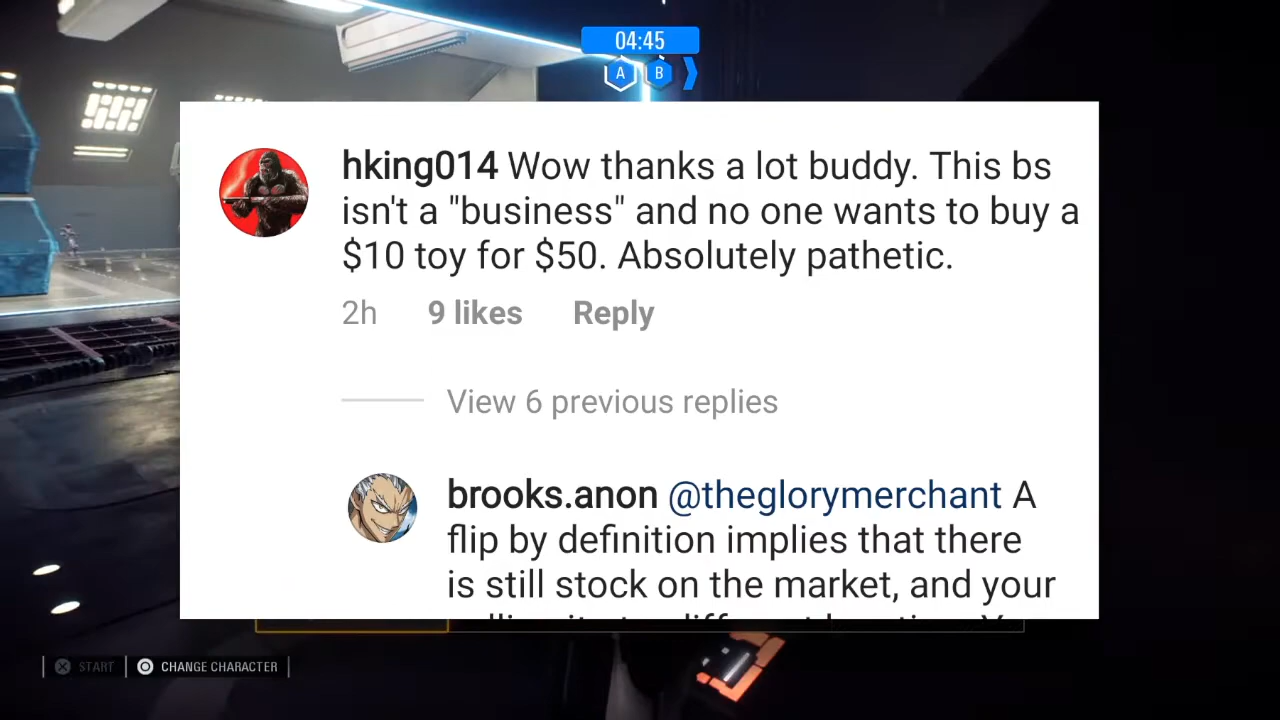 04:45
A B
hking014 Wow thanks a lot buddy. This bs
isn't a "business" and no one wants to buy a
$10 toy for $50. Absolutely pathetic.
2h 9 likes Reply
View 6 previous replies
brooks.anon @theglorymerchant A
flip by definition implies that there
is still stock on the market, and your
START CHANGE CHARACTER